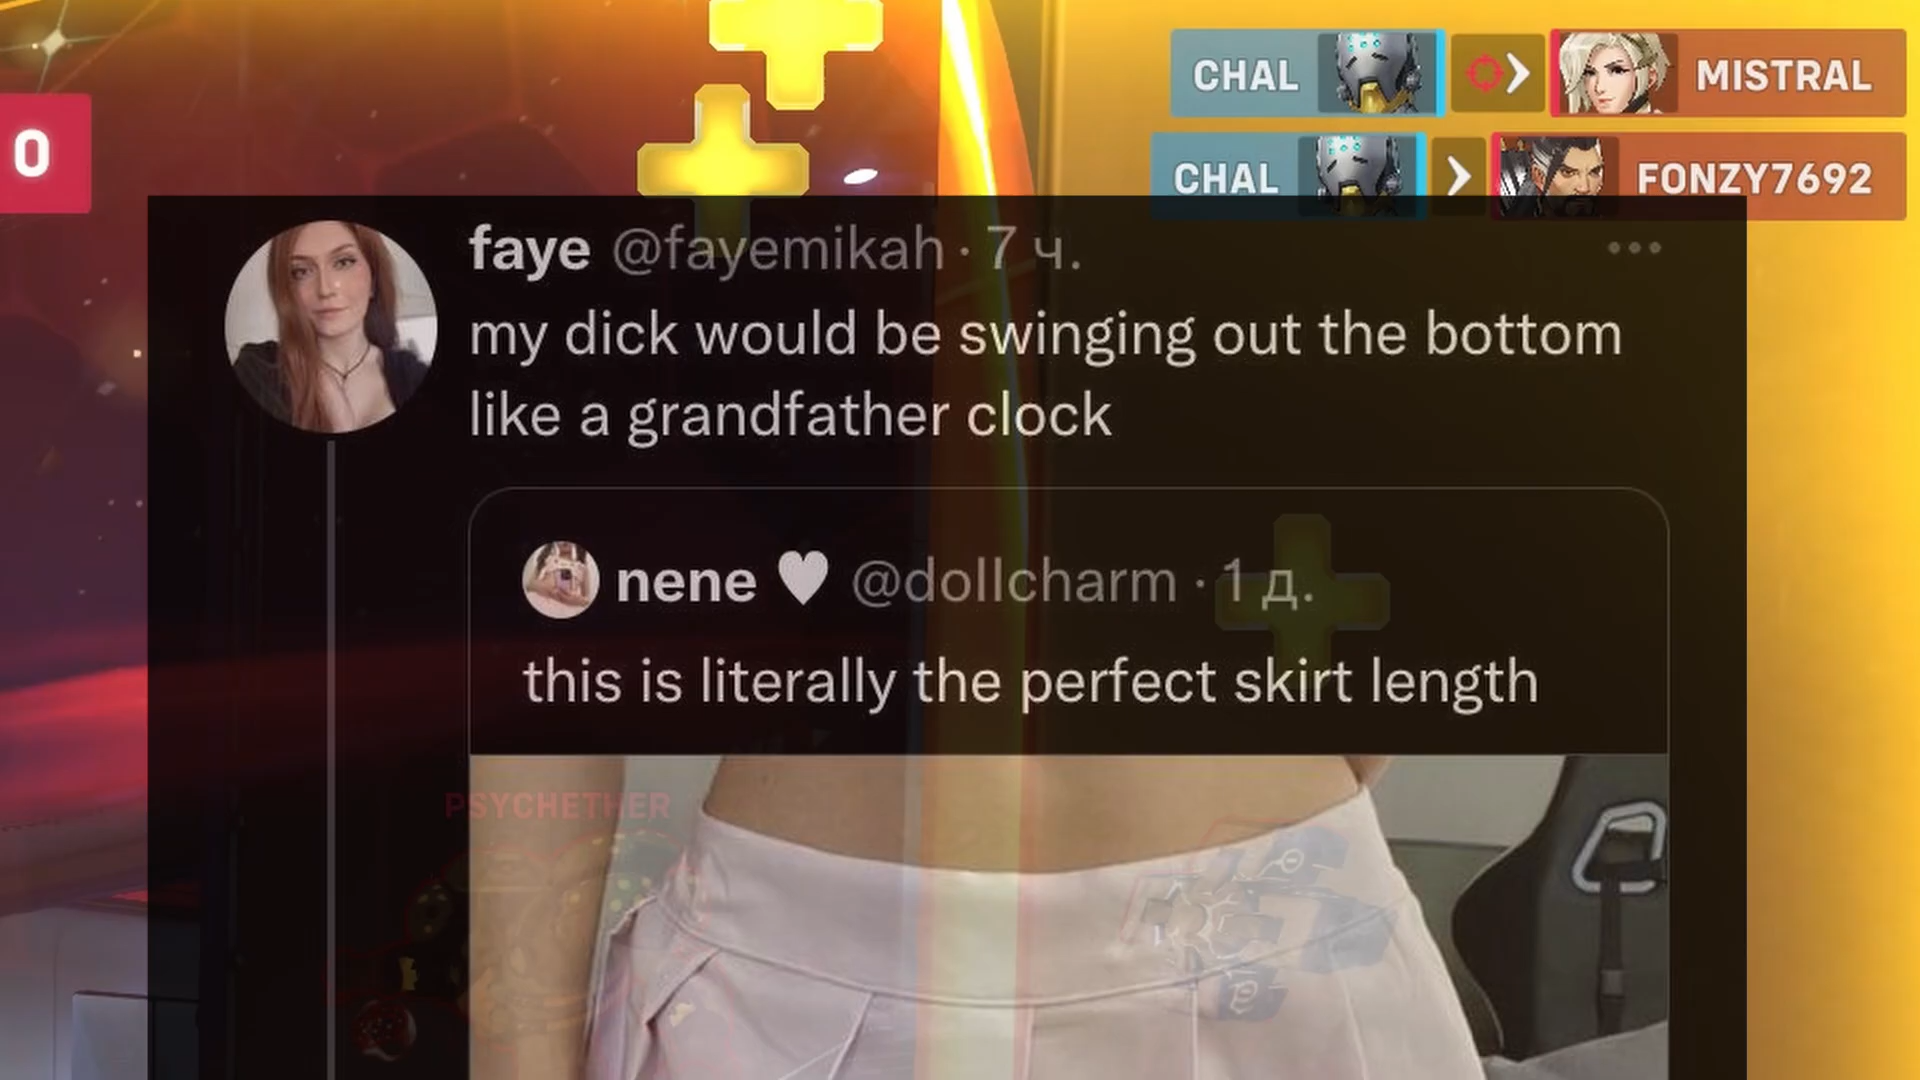 CHAL MISTRAL
0
CHAL FONZY7692
faye @fayemikah · 7 ч.
my dick would be swinging out the bottom
like a grandfather clock
nene @dollcharm · 1 д.
this is literally the perfect skirt length
PSYCHETHER